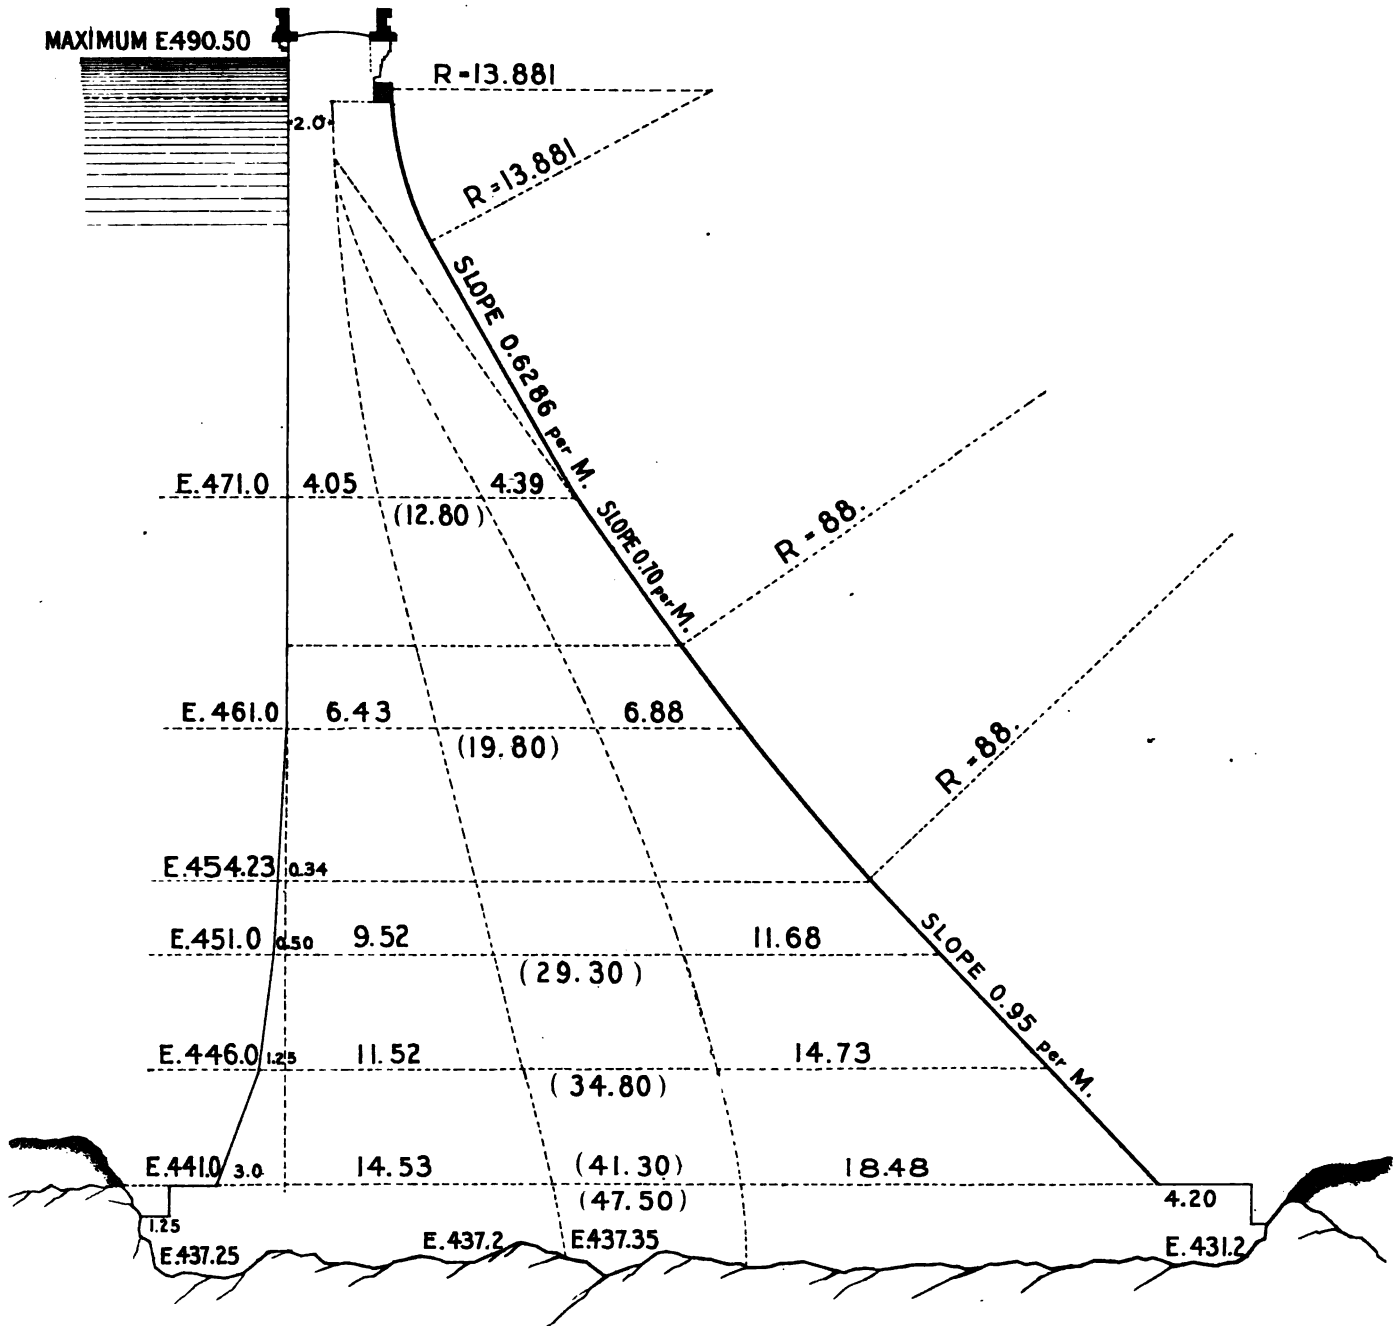 MAXIMUM E.490.50
R=13.881
2.0
R=13.881
SLOPE 0.6286 per M.
E.471.0 4.05 4.39
(12.80)
SLOPE 0.70 per M.
R = 88.
E.461.0 6.43 6.88
(19.80)
R = 88.
E.454.23 0.34
E.451.0 0.50 9.52 11.68
(29.30)
SLOPE 0.95 per M.
E.446.0 1.25 11.52 14.73
(34.80)
E.441.0 3.0 14.53 (41.30) 18.48
(47.50) 4.20
1.25
E.437.25 E.437.2 E.437.35 E.431.2